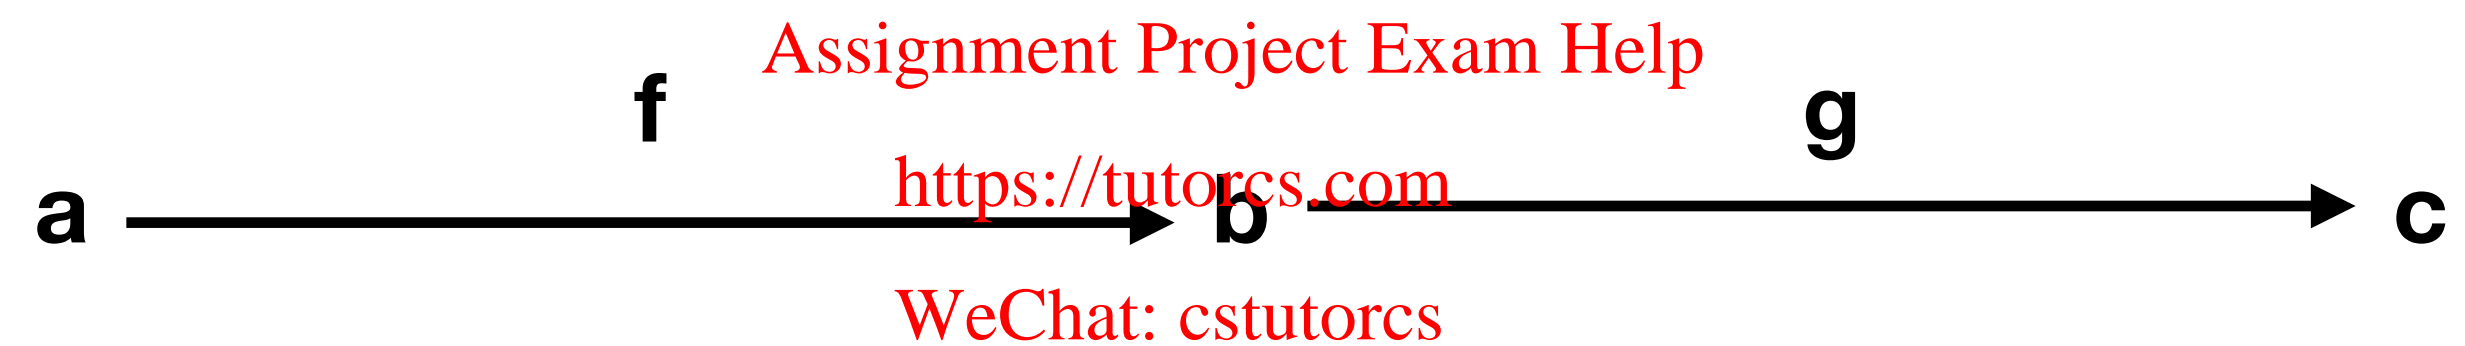 Assignment Project Exam Help
f g
https://tutorcs.com
a b c
WeChat: cstutorcs